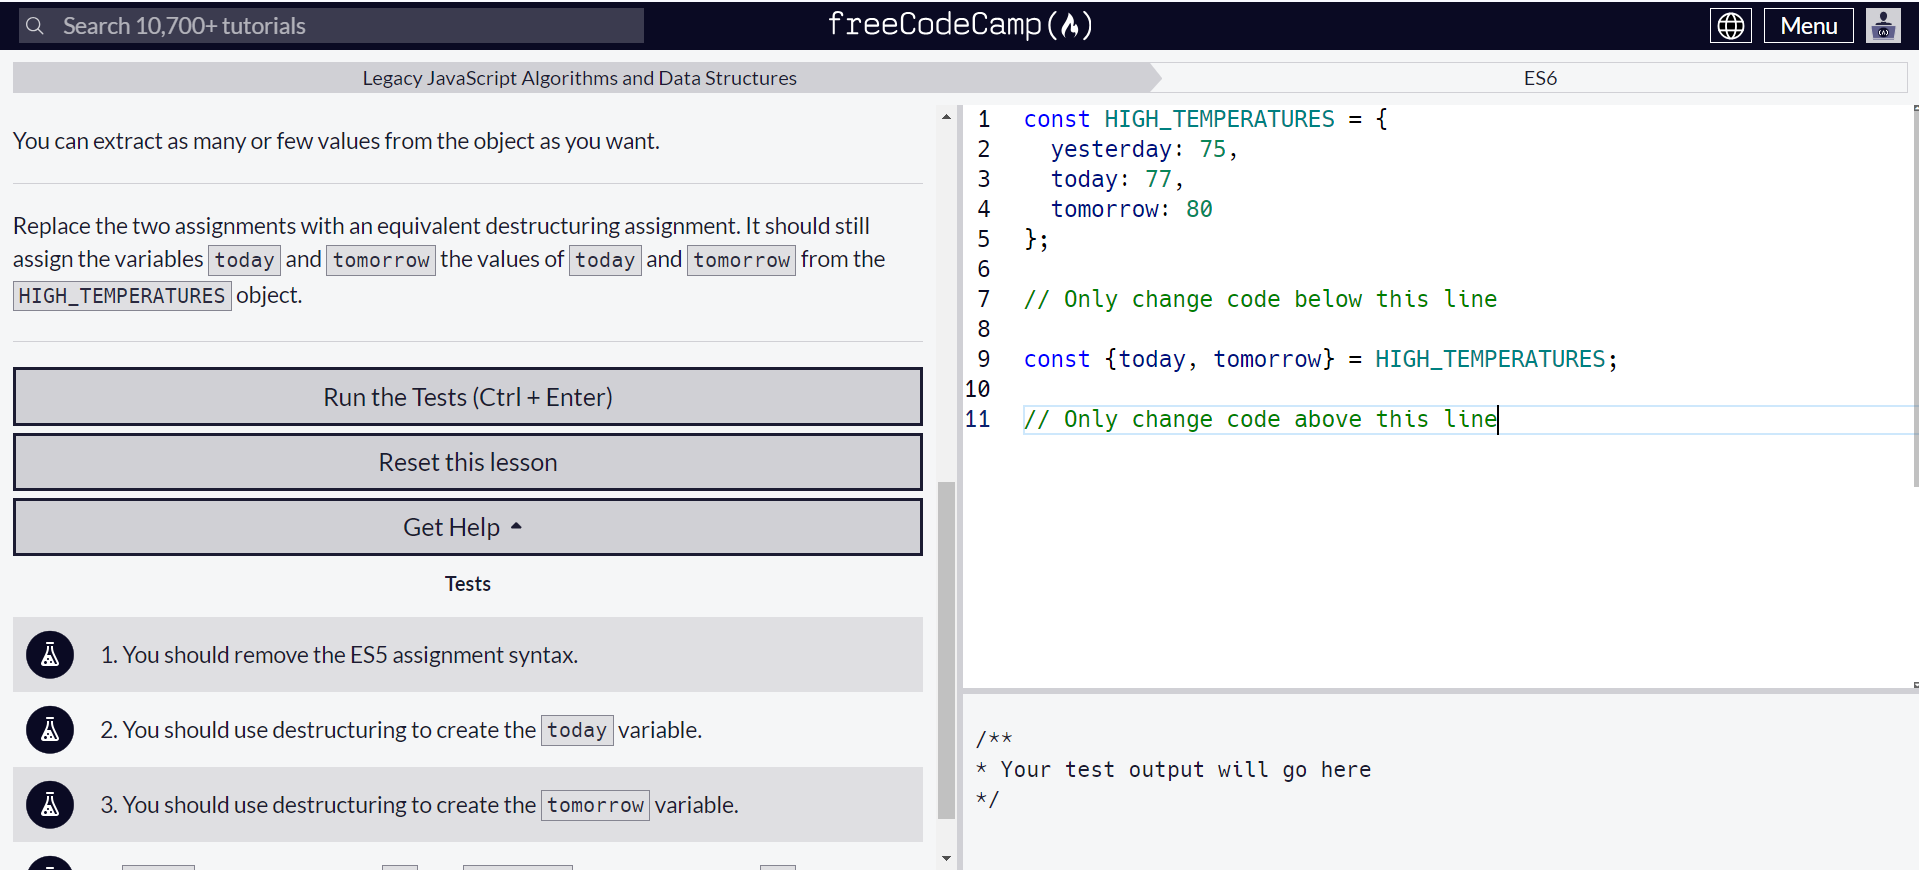 Search 10,700+ tutorials
freeCodeCamp(🔥)
Menu
Legacy JavaScript Algorithms and Data Structures
ES6
You can extract as many or few values from the object as you want.
Replace the two assignments with an equivalent destructuring assignment. It should still
assign the variables today and tomorrow the values of today and tomorrow from the
HIGH_TEMPERATURES object.
Run the Tests (Ctrl + Enter)
Reset this lesson
Get Help
Tests
1. You should remove the ES5 assignment syntax.
2. You should use destructuring to create the today variable.
3. You should use destructuring to create the tomorrow variable.
1 const HIGH_TEMPERATURES = {
2 yesterday: 75,
3 today: 77,
4 tomorrow: 80
5 };
6
7 // Only change code below this line
8
9 const {today, tomorrow} = HIGH_TEMPERATURES;
10
11 // Only change code above this line
/**
* Your test output will go here
*/